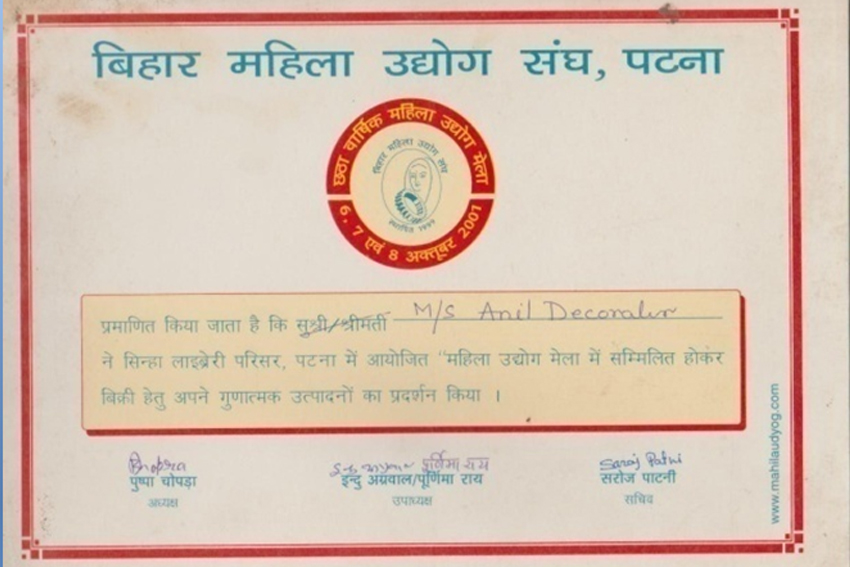 बिहार महिला उद्योग संघ, पटना
छठा वार्षिक महिला उद्योग मेला
बिहार महिला उद्योग संघ
स्थापित १९९५
6, 7 एवं 8 अक्तूबर 2001
प्रमाणित किया जाता है कि सुश्री/श्रीमती M/S Anil Decorator
ने सिन्हा लाइब्रेरी परिसर, पटना में आयोजित "महिला उद्योग मेला में सम्मिलित होकर
बिक्री हेतु अपने गुणात्मक उत्पादनों का प्रदर्शन किया ।
पूर्णिमा राय Saroj Patni
पुष्पा चोपड़ा इन्दु अग्रवाल/पूर्णिमा राय सरोज पाटनी
अध्यक्ष उपाध्यक्ष सचिव
www.mahilaudyog.com